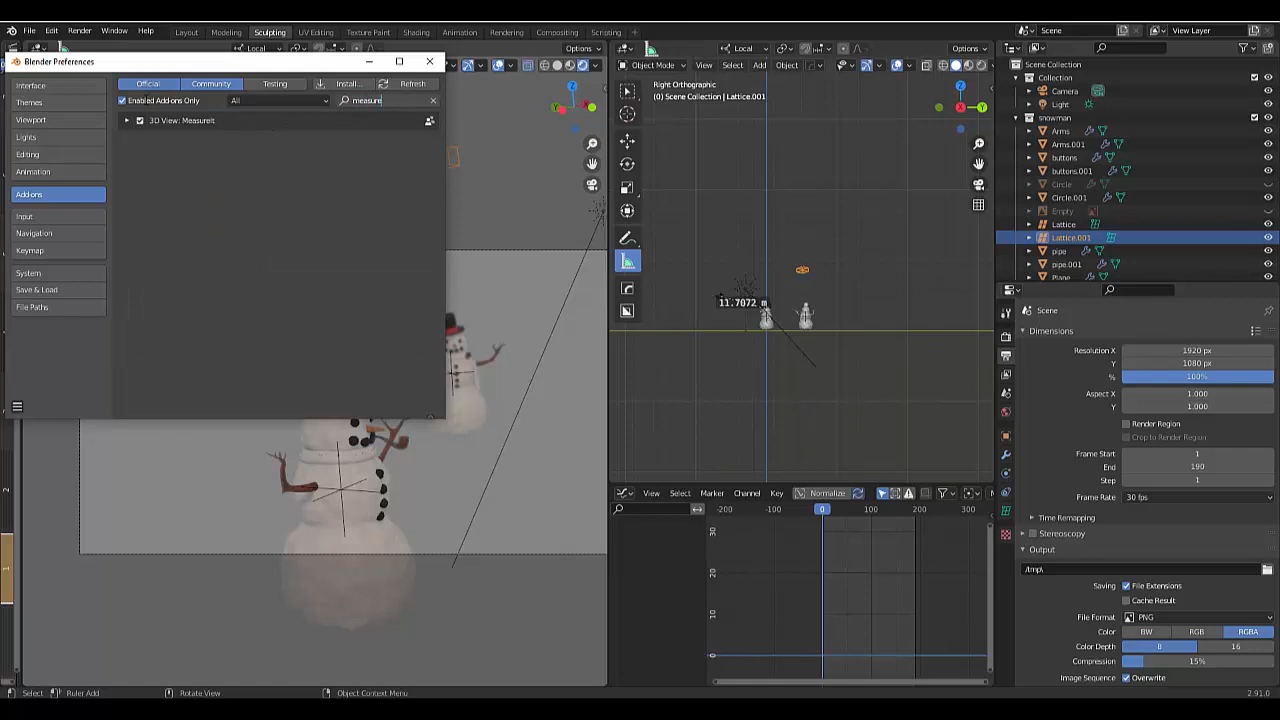 File Edit Render Window Help Layout Modeling Sculpting UV Editing Texture Paint Shading Animation Rendering Compositing Scripting Scene View Layer
Local Options Local Options
Blender Preferences
Interface
Themes
Viewport
Lights
Editing
Animation
Add-ons
Input
Navigation
Keymap
System
Save & Load
File Paths
Official Community Testing Install... Refresh
Enabled Add-ons Only All measure
3D View: MeasureIt
Object Mode View Select Add Object
Right Orthographic
(0) Scene Collection | Lattice.001
Z
Y
Z
11.7072 m
Scene Collection
Collection
Camera
Light
snowman
Arms
Arms.001
buttons
buttons.001
Circle
Circle.001
Empty
Lattice
Lattice.001
pipe
pipe.001
Plane
Scene
Dimensions
Resolution X 1920 px
Y 1080 px
% 100%
Aspect X 1.000
Y 1.000
Render Region
Crop to Render Region
Frame Start 1
End 190
Step 1
Frame Rate 30 fps
Time Remapping
Stereoscopy
Output
/tmp\
Saving File Extensions
Cache Result
File Format PNG
Color BW RGB RGBA
Color Depth 8 16
Compression 15%
Image Sequence Overwrite
View Select Marker Channel Key Normalize
-200 -100 0 100 200 300
30
20
10
0
2
1
Select Ruler Add Rotate View Object Context Menu 2.91.0